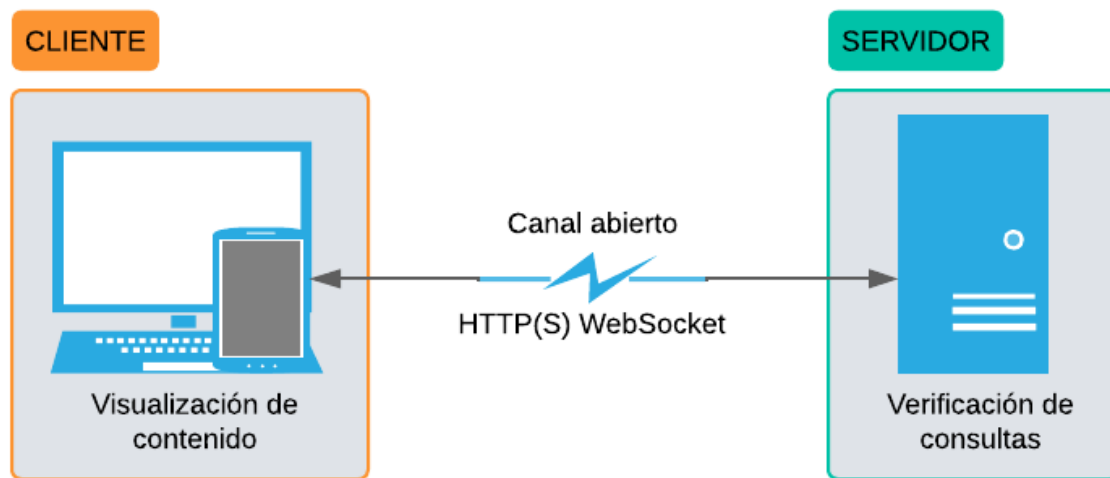 CLIENTE
SERVIDOR
Canal abierto
HTTP(S) WebSocket
Visualización de
contenido
Verificación de
consultas